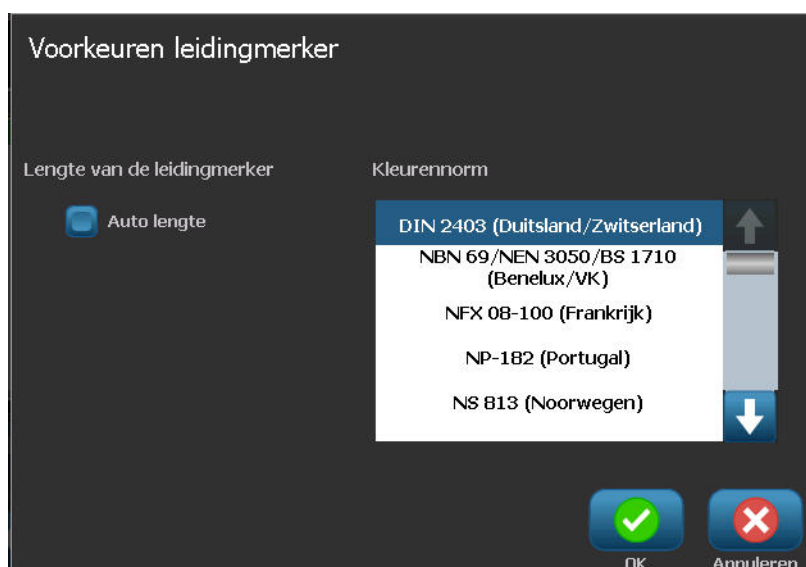 Voorkeuren leidingmerker
Lengte van de leidingmerker
Auto lengte
Kleurennorm
DIN 2403 (Duitsland/Zwitserland)
NBN 69/NEN 3050/BS 1710
(Benelux/VK)
NFX 08-100 (Frankrijk)
NP-182 (Portugal)
NS 813 (Noorwegen)
OK
Annuleren